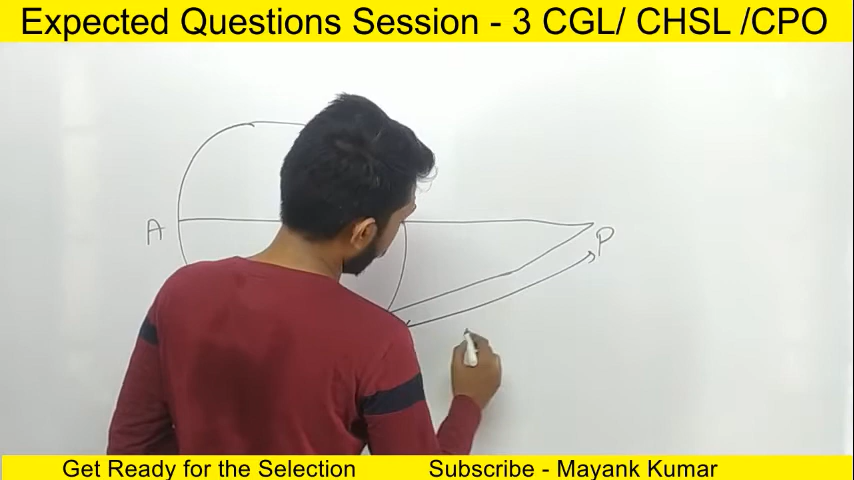 Expected Questions Session - 3 CGL/ CHSL /CPO
A
P
Get Ready for the Selection
Subscribe - Mayank Kumar